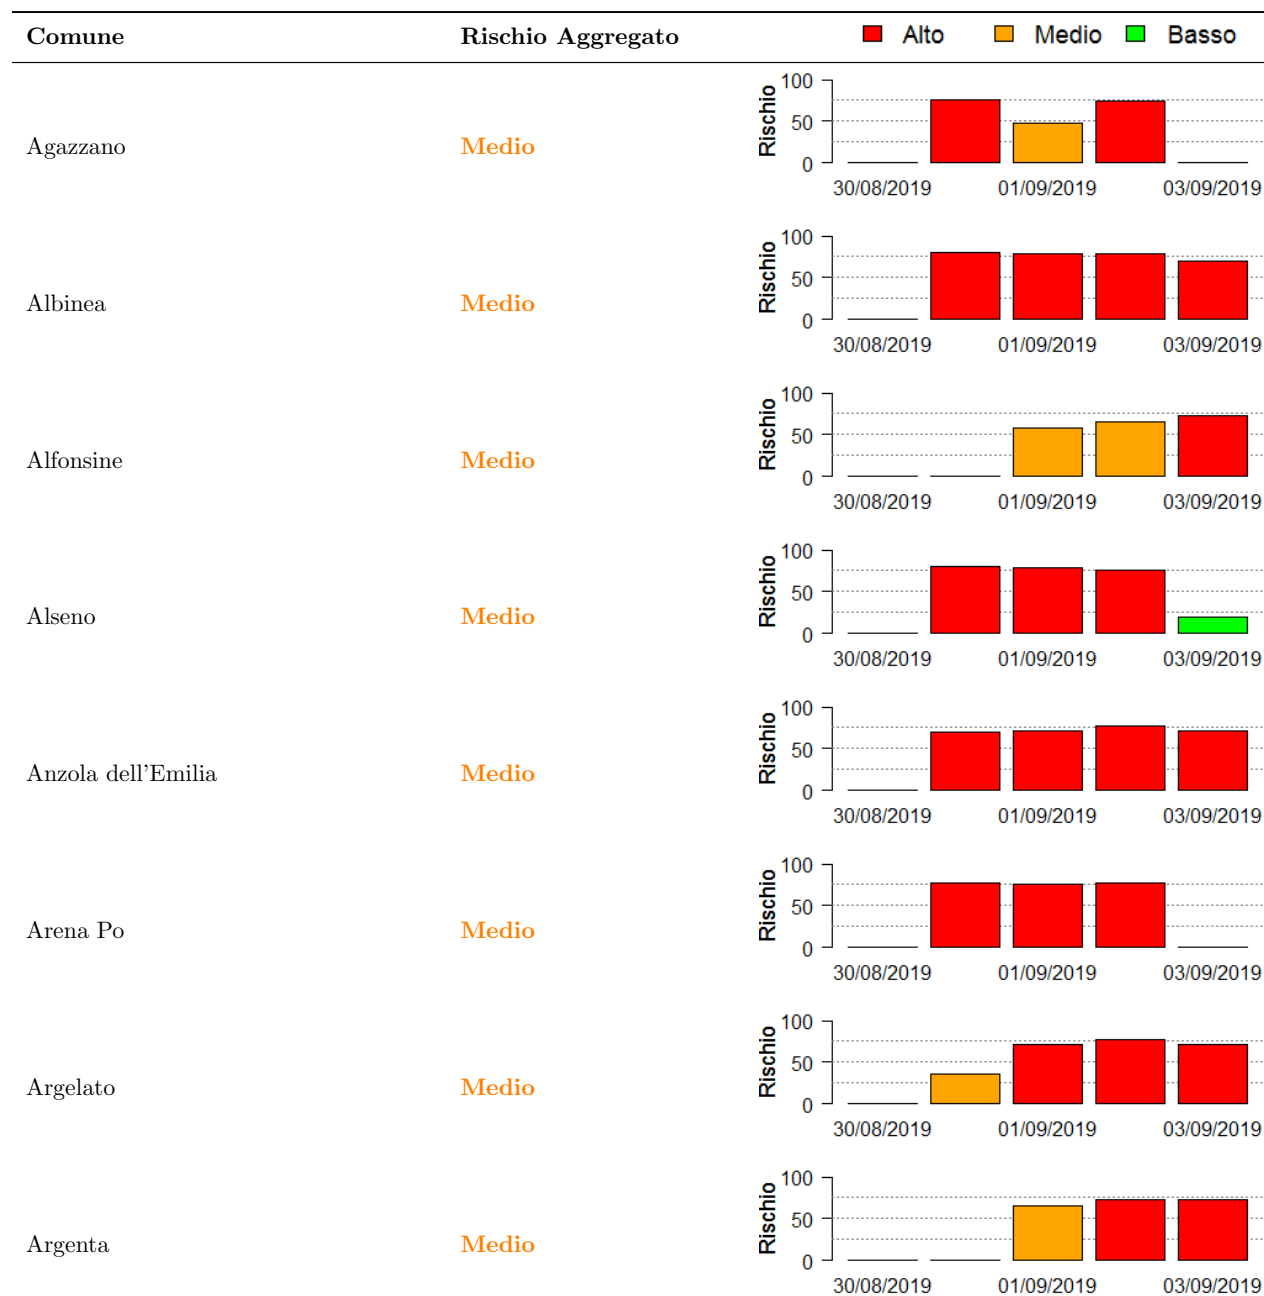 Comune Rischio Aggregato Alto Medio Basso
Agazzano Medio Rischio 100 50 0
30/08/2019 01/09/2019 03/09/2019
Albinea Medio Rischio 100 50 0
30/08/2019 01/09/2019 03/09/2019
Alfonsine Medio Rischio 100 50 0
30/08/2019 01/09/2019 03/09/2019
Alseno Medio Rischio 100 50 0
30/08/2019 01/09/2019 03/09/2019
Anzola dell'Emilia Medio Rischio 100 50 0
30/08/2019 01/09/2019 03/09/2019
Arena Po Medio Rischio 100 50 0
30/08/2019 01/09/2019 03/09/2019
Argelato Medio Rischio 100 50 0
30/08/2019 01/09/2019 03/09/2019
Argenta Medio Rischio 100 50 0
30/08/2019 01/09/2019 03/09/2019